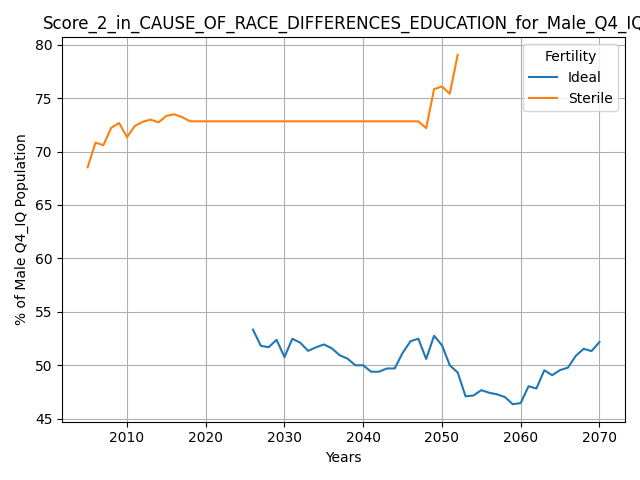 Score_2_in_CAUSE_OF_RACE_DIFFERENCES_EDUCATION_for_Male_Q4_IQ
80
75
70
65
60
55
50
45
% of Male Q4_IQ Population
Fertility
Ideal
Sterile
2010 2020 2030 2040 2050 2060 2070
Years